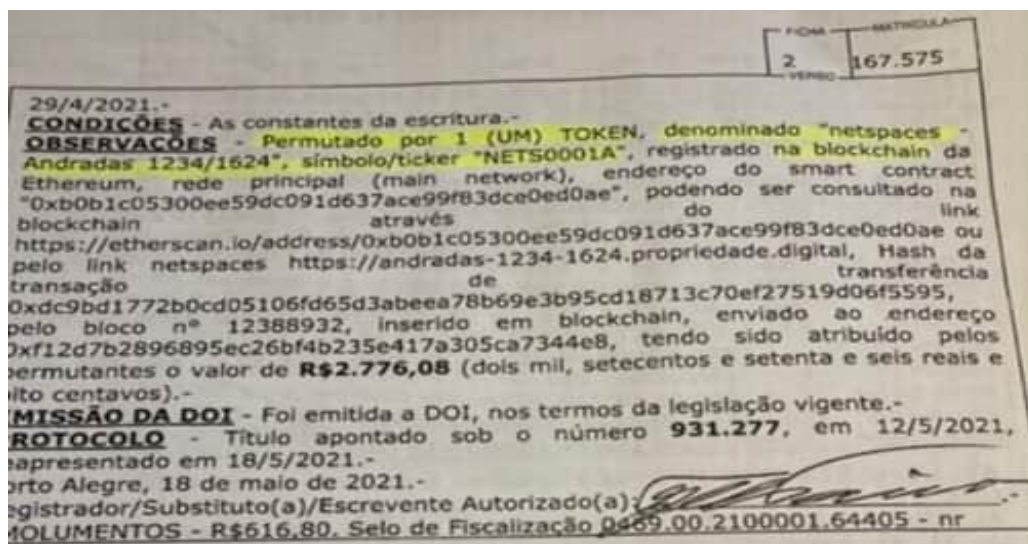 FICHA MATRÍCULA
2 167.575
VERSO
29/4/2021.-
CONDIÇÕES - As constantes da escritura.-
OBSERVAÇÕES - Permutado por 1 (UM) TOKEN, denominado "netspaces -
Andradas 1234/1624", símbolo/ticker "NETS0001A", registrado na blockchain da
Ethereum, rede principal (main network), endereço do smart contract
"0xb0b1c05300ee59dc091d637ace99f83dce0ed0ae", podendo ser consultado na
blockchain através do link
https://etherscan.io/address/0xb0b1c05300ee59dc091d637ace99f83dce0ed0ae ou
pelo link netspaces https://andradas-1234-1624.propriedade.digital, Hash da
transação de transferência
0xdc9bd1772b0cd05106fd65d3abeea78b69e3b95cd18713c70ef27519d06f5595,
pelo bloco nº 12388932, inserido em blockchain, enviado ao endereço
0xf12d7b2896895ec26bf4b235e417a305ca7344e8, tendo sido atribuído pelos
permutantes o valor de R$2.776,08 (dois mil, setecentos e setenta e seis reais e
ito centavos).-
MISSÃO DA DOI - Foi emitida a DOI, nos termos da legislação vigente.-
ROTOCOLO - Título apontado sob o número 931.277, em 12/5/2021,
eapresentado em 18/5/2021.-
orto Alegre, 18 de maio de 2021.-
egistrador/Substituto(a)/Escrevente Autorizado(a):
MOLUMENTOS - R$616,80. Selo de Fiscalização 0469.00.2100001.64405 - nr